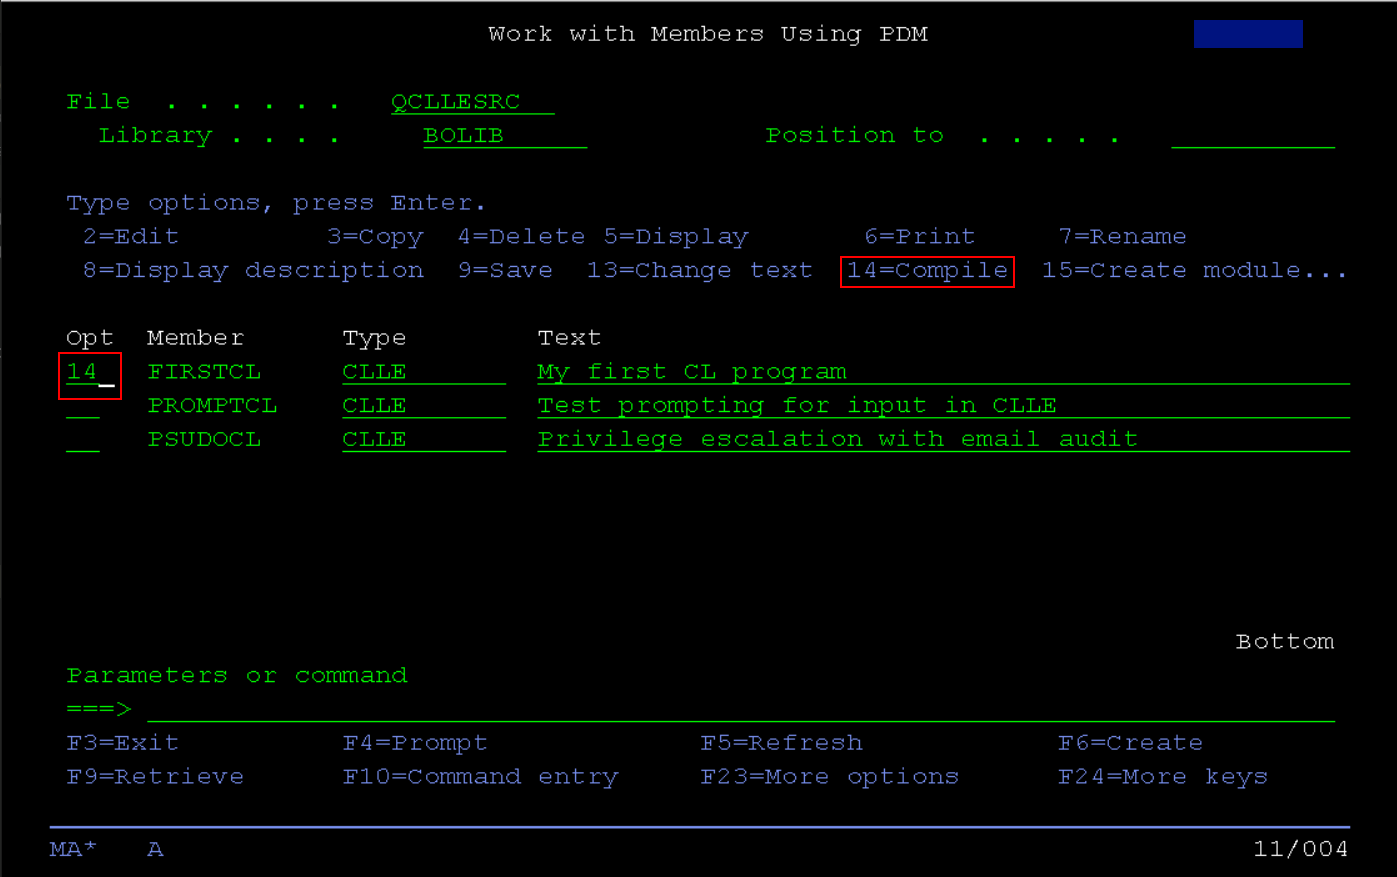 Work with Members Using PDM
File . . . . . . QCLLESRC
Library . . . . BOLIB Position to . . . . .
Type options, press Enter.
2=Edit 3=Copy 4=Delete 5=Display 6=Print 7=Rename
8=Display description 9=Save 13=Change text 14=Compile 15=Create module...
Opt Member Type Text
14 FIRSTCL CLLE My first CL program
PROMPTCL CLLE Test prompting for input in CLLE
PSUDOCL CLLE Privilege escalation with email audit
Bottom
Parameters or command
===>
F3=Exit F4=Prompt F5=Refresh F6=Create
F9=Retrieve F10=Command entry F23=More options F24=More keys
MA* A 11/004